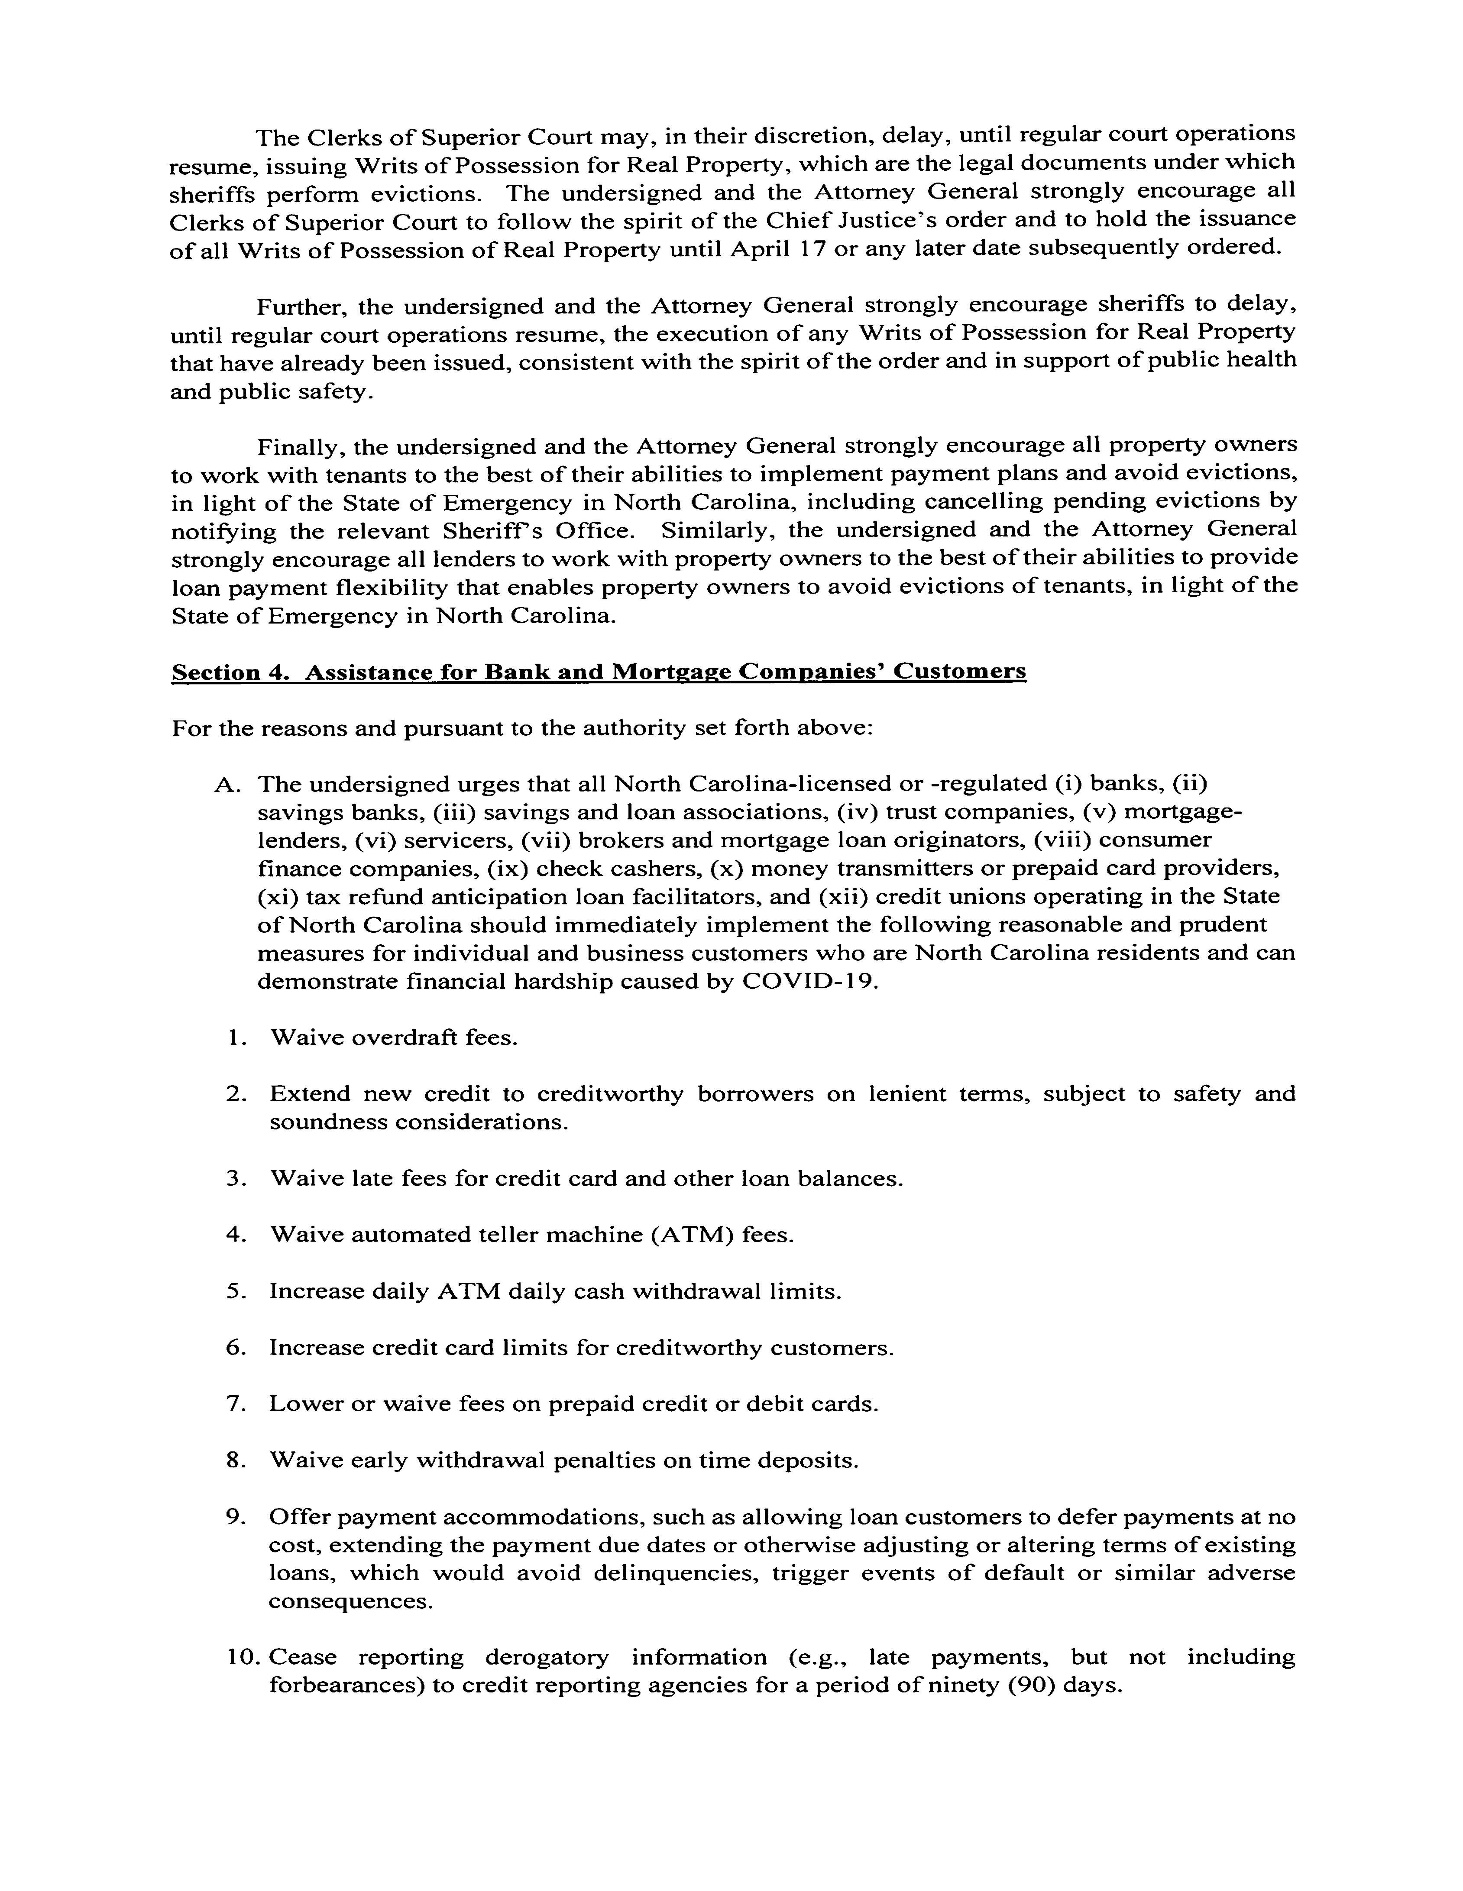 The Clerks of Superior Court may, in their discretion, delay, until regular court operations
resume, issuing Writs of Possession for Real Property, which are the legal documents under which
sheriffs perform evictions. The undersigned and the Attorney General strongly encourage all
Clerks of Superior Court to follow the spirit of the Chief Justice's order and to hold the issuance
of all Writs of Possession of Real Property until April 17 or any later date subsequently ordered.
Further, the undersigned and the Attorney General strongly encourage sheriffs to delay,
until regular court operations resume, the execution of any Writs of Possession for Real Property
that have already been issued, consistent with the spirit of the order and in support of public health
and public safety.
Finally, the undersigned and the Attorney General strongly encourage all property owners
to work with tenants to the best of their abilities to implement payment plans and avoid evictions,
in light of the State of Emergency in North Carolina, including cancelling pending evictions by
notifying the relevant Sheriff's Office. Similarly, the undersigned and the Attorney General
strongly encourage all lenders to work with property owners to the best of their abilities to provide
loan payment flexibility that enables property owners to avoid evictions of tenants, in light of the
State of Emergency in North Carolina.
Section 4. Assistance for Bank and Mortgage Companies' Customers
For the reasons and pursuant to the authority set forth above:
A. The undersigned urges that all North Carolina-licensed or -regulated (i) banks, (ii)
savings banks, (iii) savings and loan associations, (iv) trust companies, (v) mortgage-
lenders, (vi) servicers, (vii) brokers and mortgage loan originators, (viii) consumer
finance companies, (ix) check cashers, (x) money transmitters or prepaid card providers,
(xi) tax refund anticipation loan facilitators, and (xii) credit unions operating in the State
of North Carolina should immediately implement the following reasonable and prudent
measures for individual and business customers who are North Carolina residents and can
demonstrate financial hardship caused by COVID-19.
1. Waive overdraft fees.
2. Extend new credit to creditworthy borrowers on lenient terms, subject to safety and
soundness considerations.
3. Waive late fees for credit card and other loan balances.
4. Waive automated teller machine (ATM) fees.
5. Increase daily ATM daily cash withdrawal limits.
6. Increase credit card limits for creditworthy customers.
7. Lower or waive fees on prepaid credit or debit cards.
8. Waive early withdrawal penalties on time deposits.
9. Offer payment accommodations, such as allowing loan customers to defer payments at no
cost, extending the payment due dates or otherwise adjusting or altering terms of existing
loans, which would avoid delinquencies, trigger events of default or similar adverse
consequences.
10. Cease reporting derogatory information (e.g., late payments, but not including
forbearances) to credit reporting agencies for a period of ninety (90) days.